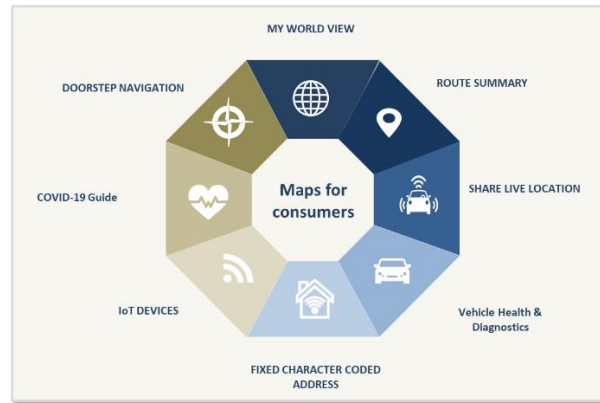 MY WORLD VIEW
DOORSTEP NAVIGATION
ROUTE SUMMARY
COVID-19 Guide
Maps for
consumers
SHARE LIVE LOCATION
IoT DEVICES
Vehicle Health &
Diagnostics
FIXED CHARACTER CODED
ADDRESS